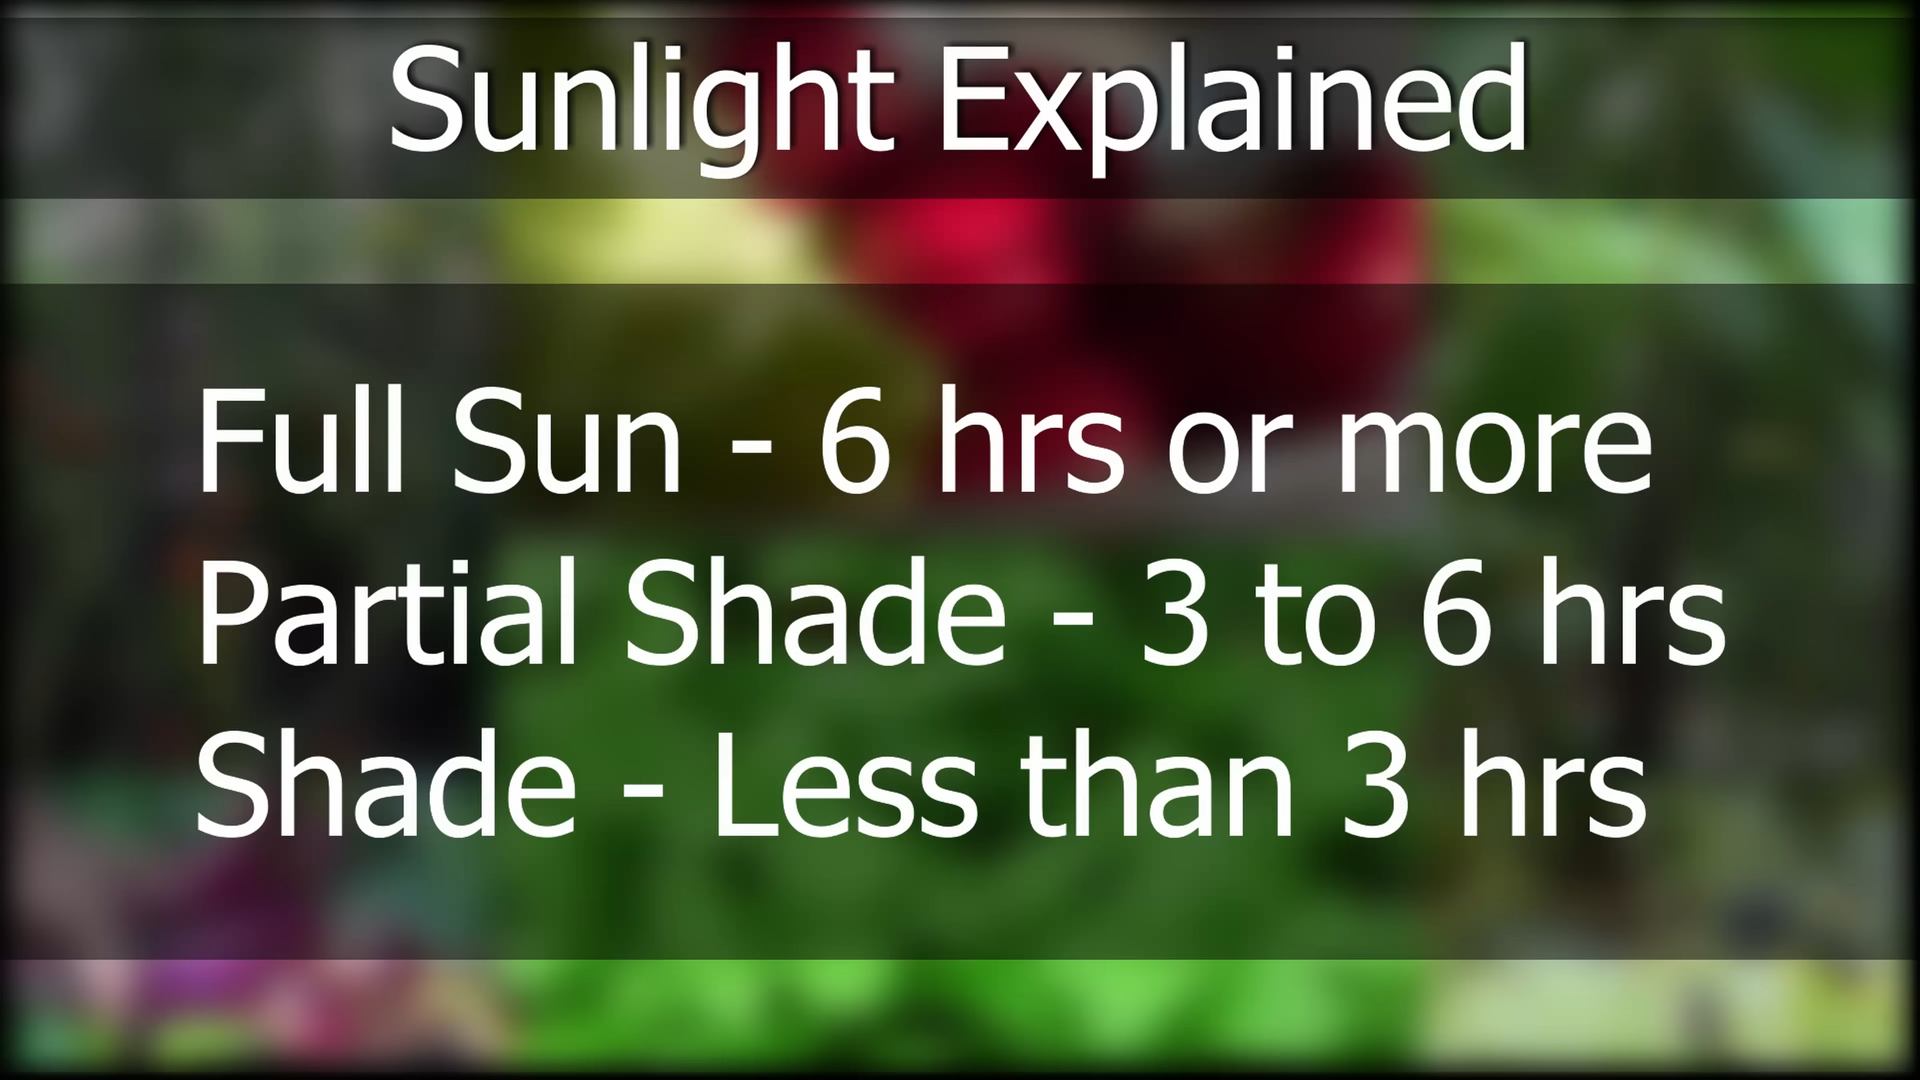 Sunlight Explained
Full Sun - 6 hrs or more
Partial Shade - 3 to 6 hrs
Shade - Less than 3 hrs